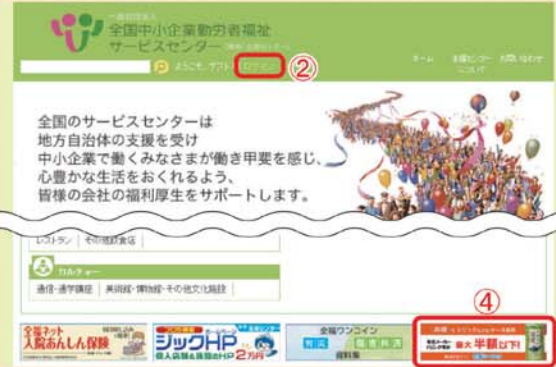 一般社団法人
全国中小企業勤労者福祉
サービスセンター
ようこそ、ゲスト! ログイン
②
ホーム
お問い合わせ
全国のサービスセンターは
地方自治体の支援を受け
中小企業で働くみなさまが働き甲斐を感じ、
心豊かな生活をおくれるよう、
皆様の会社の福利厚生をサポートします。
レストラン | その他飲食店
カルチャー
通信・通学講座 | 美術館・博物館・その他文化施設
④
全福ネット
入院あんしん保険
ジックHP
個人店舗&施設のHP 2万円
全福ワンコイン
資料集
最大 半額以下!